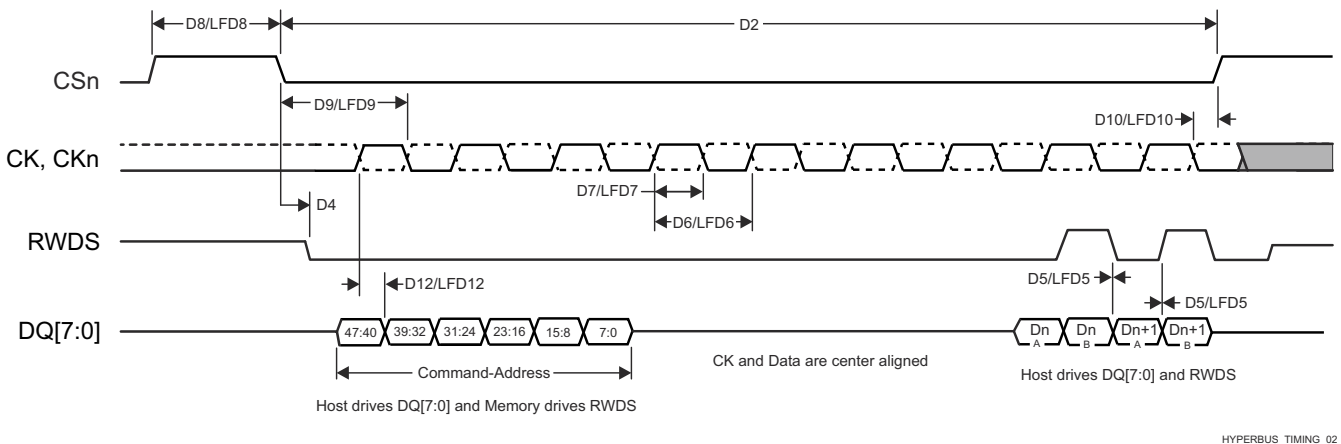 D8/LFD8
D2
CSn
D9/LFD9
D10/LFD10
CK, CKn
D7/LFD7
D4
D6/LFD6
RWDS
D12/LFD12
D5/LFD5
D5/LFD5
DQ[7:0]
47:40 39:32 31:24 23:16 15:8 7:0
Dn A Dn B Dn+1 A Dn+1 B
CK and Data are center aligned
Command-Address
Host drives DQ[7:0] and RWDS
Host drives DQ[7:0] and Memory drives RWDS
HYPERBUS_TIMING_02